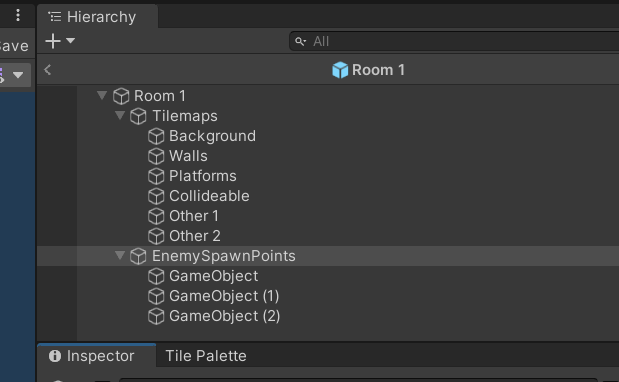 Hierarchy
Save
All
Room 1
Room 1
Tilemaps
Background
Walls
Platforms
Collideable
Other 1
Other 2
EnemySpawnPoints
GameObject
GameObject (1)
GameObject (2)
Inspector Tile Palette